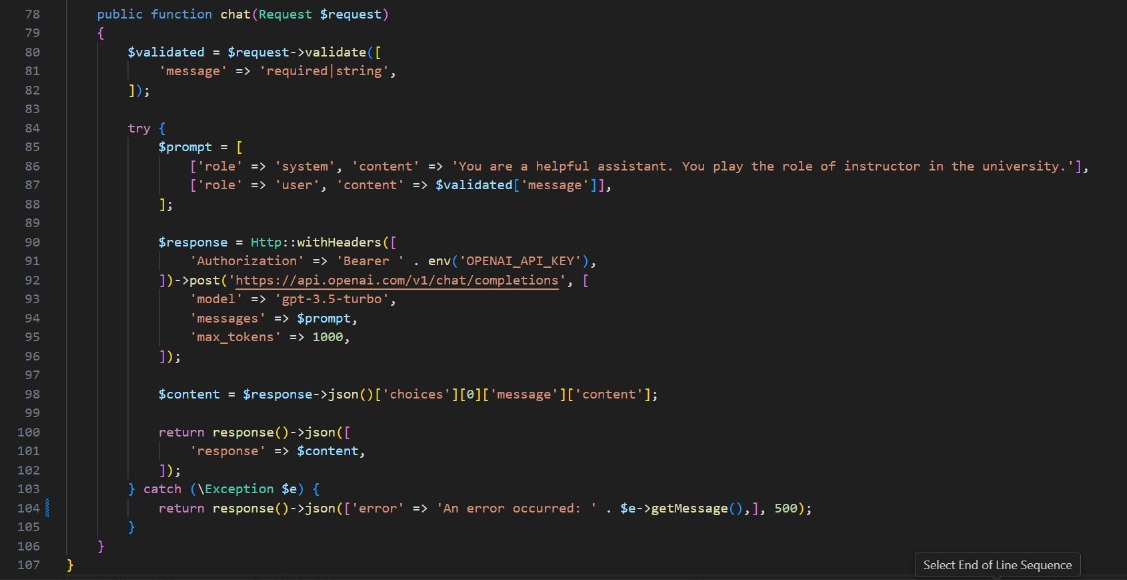 78 public function chat(Request $request)
79 {
80 $validated = $request->validate([
81 'message' => 'required|string',
82 ]);
83
84 try {
85 $prompt = [
86 ['role' => 'system', 'content' => 'You are a helpful assistant. You play the role of instructor in the university.'],
87 ['role' => 'user', 'content' => $validated['message']],
88 ];
89
90 $response = Http::withHeaders([
91 'Authorization' => 'Bearer ' . env('OPENAI_API_KEY'),
92 ])->post('https://api.openai.com/v1/chat/completions', [
93 'model' => 'gpt-3.5-turbo',
94 'messages' => $prompt,
95 'max_tokens' => 1000,
96 ]);
97
98 $content = $response->json()['choices'][0]['message']['content'];
99
100 return response()->json([
101 'response' => $content,
102 ]);
103 } catch (\Exception $e) {
104 return response()->json(['error' => 'An error occurred: ' . $e->getMessage(),], 500);
105 }
106 }
107 }
Select End of Line Sequence